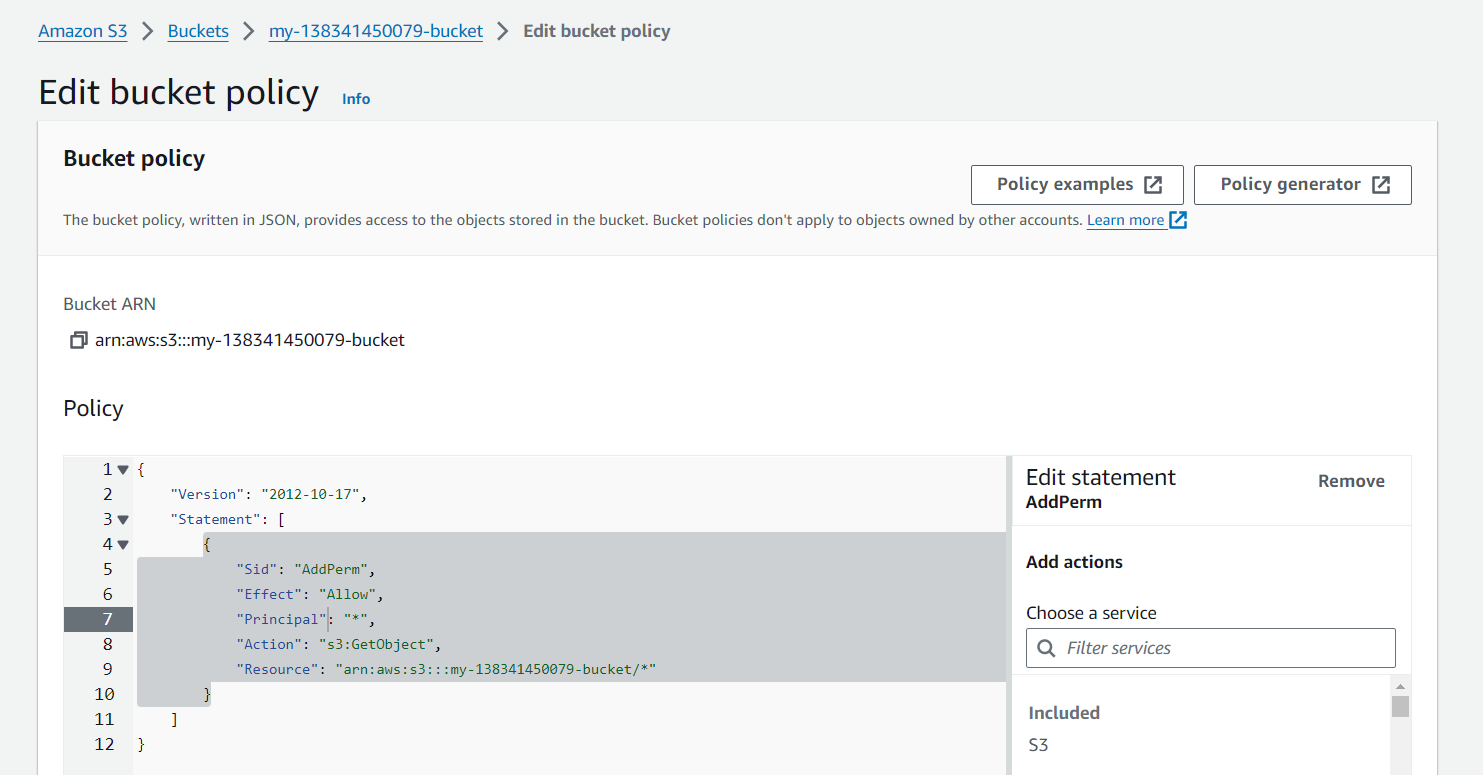 Amazon S3 > Buckets > my-138341450079-bucket > Edit bucket policy
Edit bucket policy Info
Bucket policy
Policy examples
Policy generator
The bucket policy, written in JSON, provides access to the objects stored in the bucket. Bucket policies don't apply to objects owned by other accounts. Learn more
Bucket ARN
arn:aws:s3:::my-138341450079-bucket
Policy
1 {
2 "Version": "2012-10-17",
3 "Statement": [
4 {
5 "Sid": "AddPerm",
6 "Effect": "Allow",
7 "Principal": "*",
8 "Action": "s3:GetObject",
9 "Resource": "arn:aws:s3:::my-138341450079-bucket/*"
10 }
11 ]
12 }
Edit statement
Remove
AddPerm
Add actions
Choose a service
Filter services
Included
S3